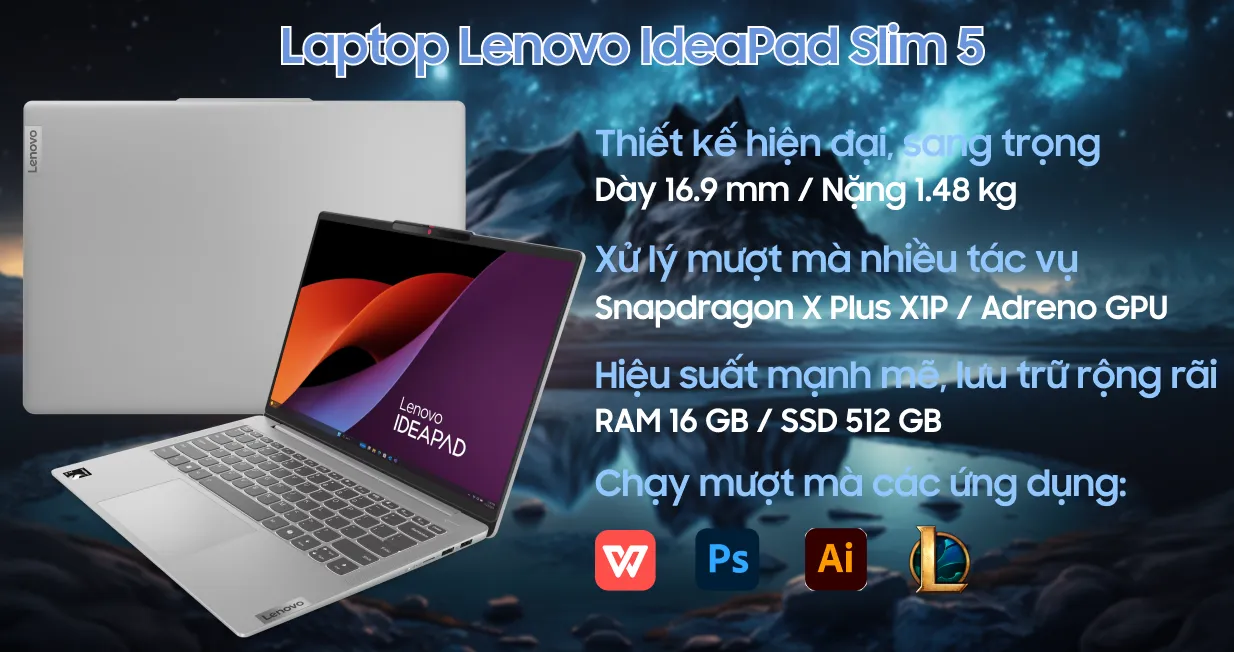 Laptop Lenovo IdeaPad Slim 5
Lenovo
Thiết kế hiện đại, sang trọng
Dày 16.9 mm / Nặng 1.48 kg
Xử lý mượt mà nhiều tác vụ
Snapdragon X Plus X1P / Adreno GPU
Lenovo
IDEAPAD
Hiệu suất mạnh mẽ, lưu trữ rộng rãi
RAM 16 GB / SSD 512 GB
Chạy mượt mà các ứng dụng:
W Ps Ai L
Lenovo